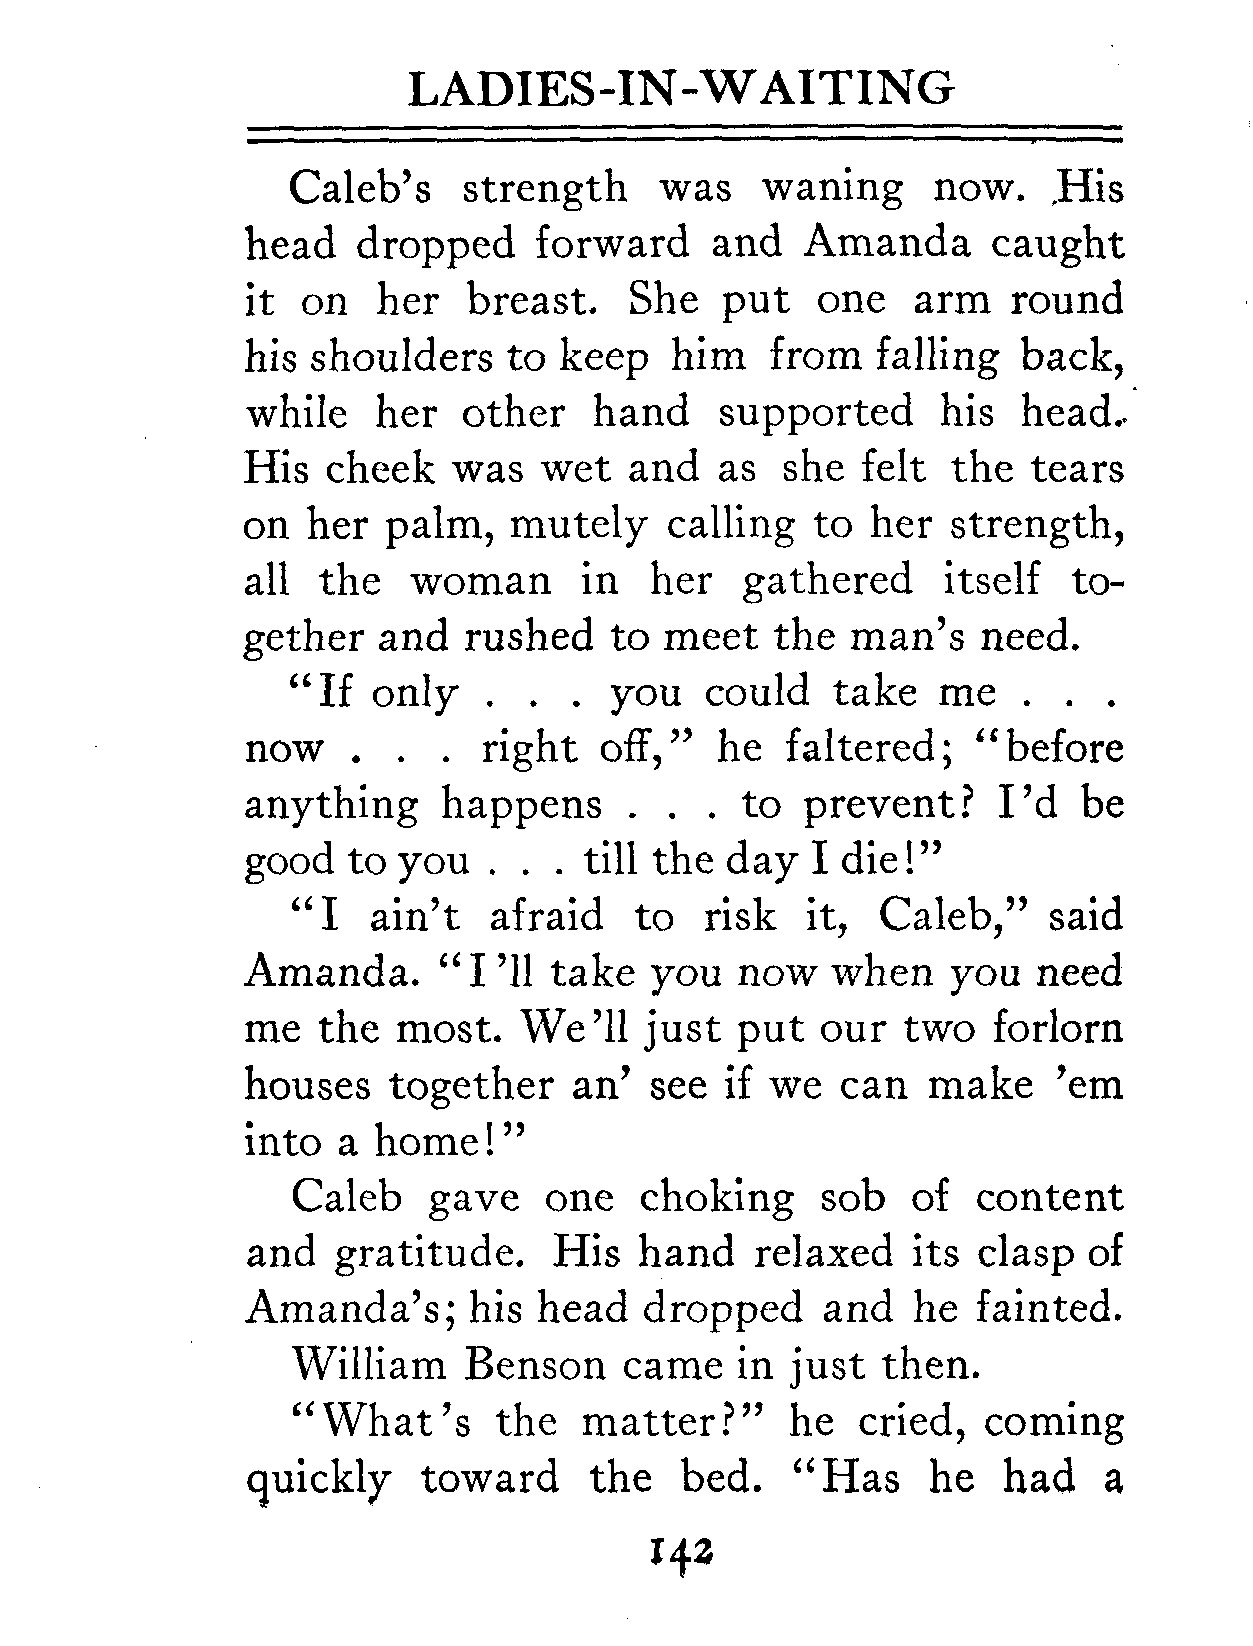 LADIES-IN-WAITING
Caleb's strength was waning now. His
head dropped forward and Amanda caught
it on her breast. She put one arm round
his shoulders to keep him from falling back,
while her other hand supported his head.
His cheek was wet and as she felt the tears
on her palm, mutely calling to her strength,
all the woman in her gathered itself to-
gether and rushed to meet the man's need.
"If only . . . you could take me . . .
now . . . right off," he faltered; "before
anything happens . . . to prevent? I'd be
good to you . . . till the day I die!"
"I ain't afraid to risk it, Caleb," said
Amanda. "I'll take you now when you need
me the most. We'll just put our two forlorn
houses together an' see if we can make 'em
into a home!"
Caleb gave one choking sob of content
and gratitude. His hand relaxed its clasp of
Amanda's; his head dropped and he fainted.
William Benson came in just then.
"What's the matter?" he cried, coming
quickly toward the bed. "Has he had a
142